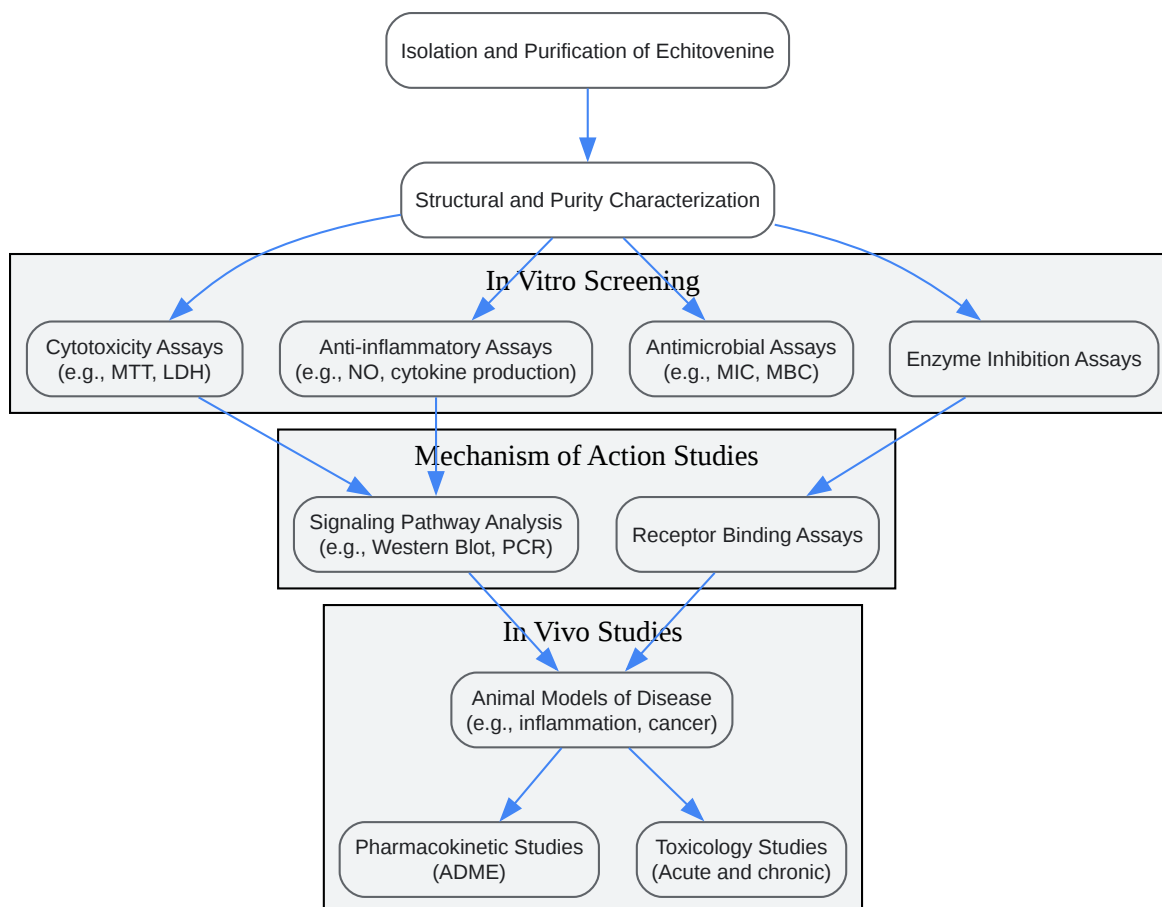 Isolation and Purification of Echitovenine
Structural and Purity Characterization
In Vitro Screening
Cytotoxicity Assays
(e.g., MTT, LDH)
Anti-inflammatory Assays
(e.g., NO, cytokine production)
Antimicrobial Assays
(e.g., MIC, MBC)
Enzyme Inhibition Assays
Mechanism of Action Studies
Signaling Pathway Analysis
(e.g., Western Blot, PCR)
Receptor Binding Assays
In Vivo Studies
Animal Models of Disease
(e.g., inflammation, cancer)
Pharmacokinetic Studies
(ADME)
Toxicology Studies
(Acute and chronic)